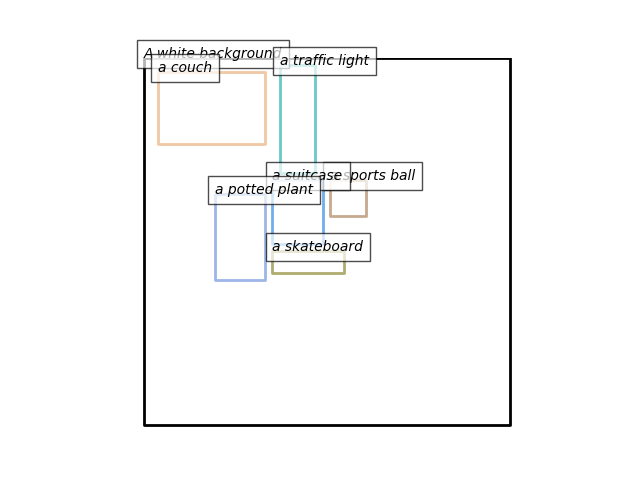 A white background
a couch
a traffic light
a suitcase
sports ball
a potted plant
a skateboard